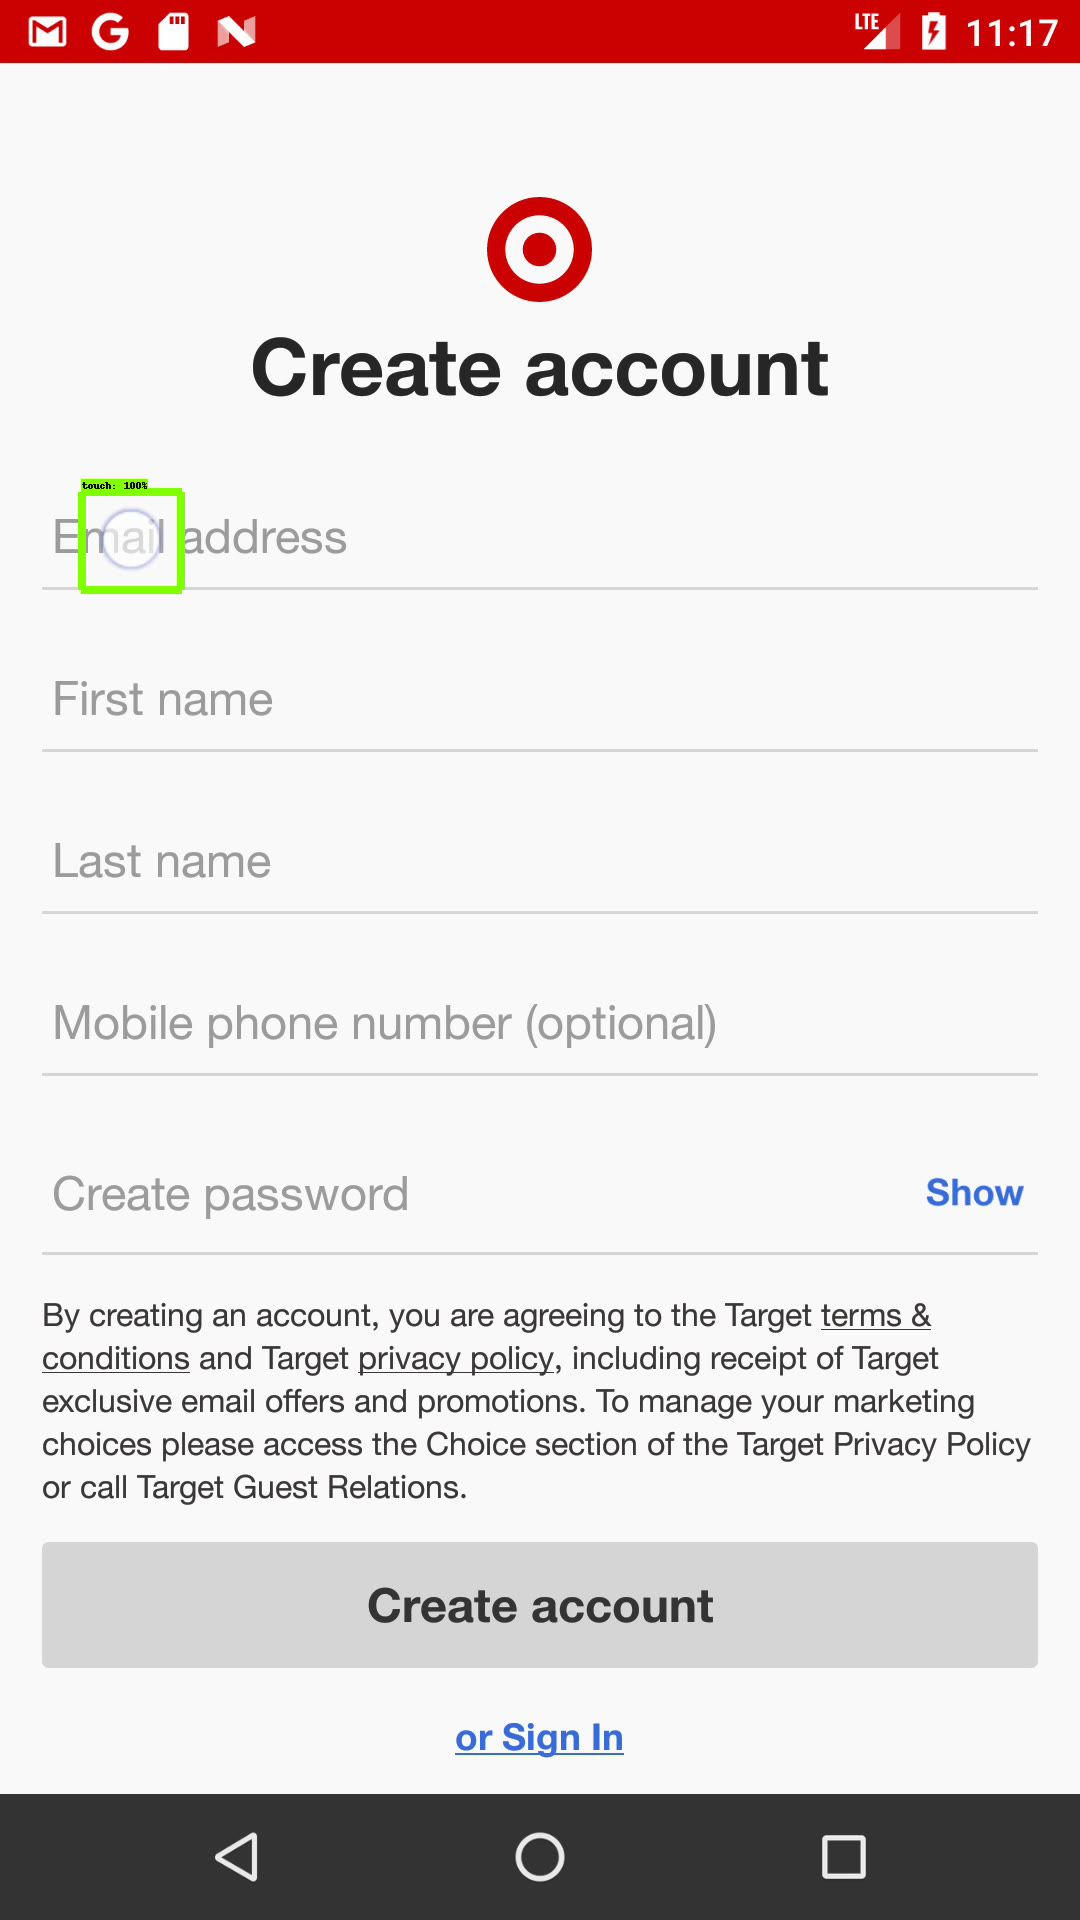 LTE 11:17
Create account
touch: 100%
Email address
First name
Last name
Mobile phone number (optional)
Create password Show
By creating an account, you are agreeing to the Target terms &
conditions and Target privacy policy, including receipt of Target
exclusive email offers and promotions. To manage your marketing
choices please access the Choice section of the Target Privacy Policy
or call Target Guest Relations.
Create account
or Sign In